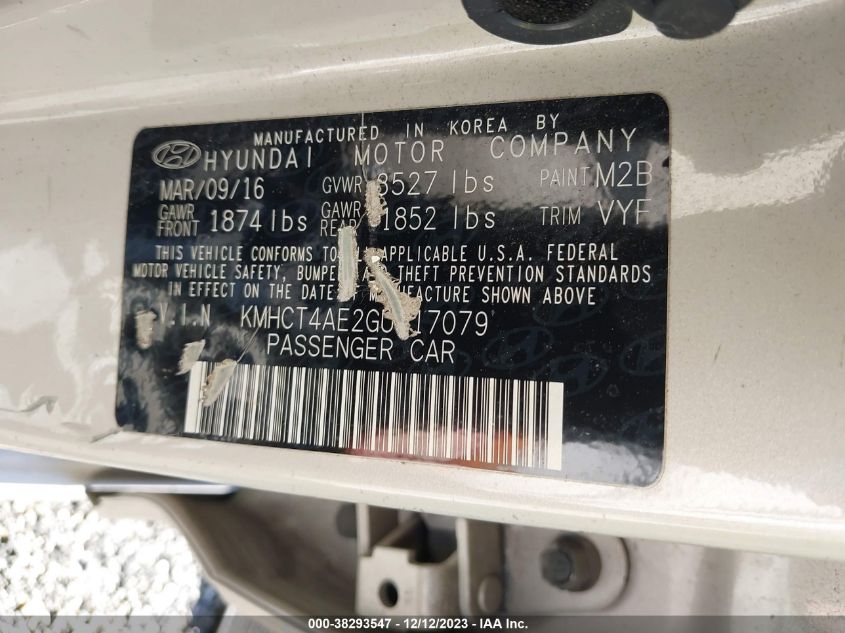 MANUFACTURED IN KOREA BY
HYUNDAI MOTOR COMPANY
MAR/09/16 GVWR 3527 lbs PAINT M2B
GAWR FRONT 1874 lbs GAWR REAR 1852 lbs TRIM VYF
THIS VEHICLE CONFORMS TO APPLICABLE U.S.A. FEDERAL
MOTOR VEHICLE SAFETY, BUMPER AND THEFT PREVENTION STANDARDS
IN EFFECT ON THE DATE OF MANUFACTURE SHOWN ABOVE
V.I.N
PASSENGER CAR
000-38293547 - 12/12/2023 - IAAI Inc.